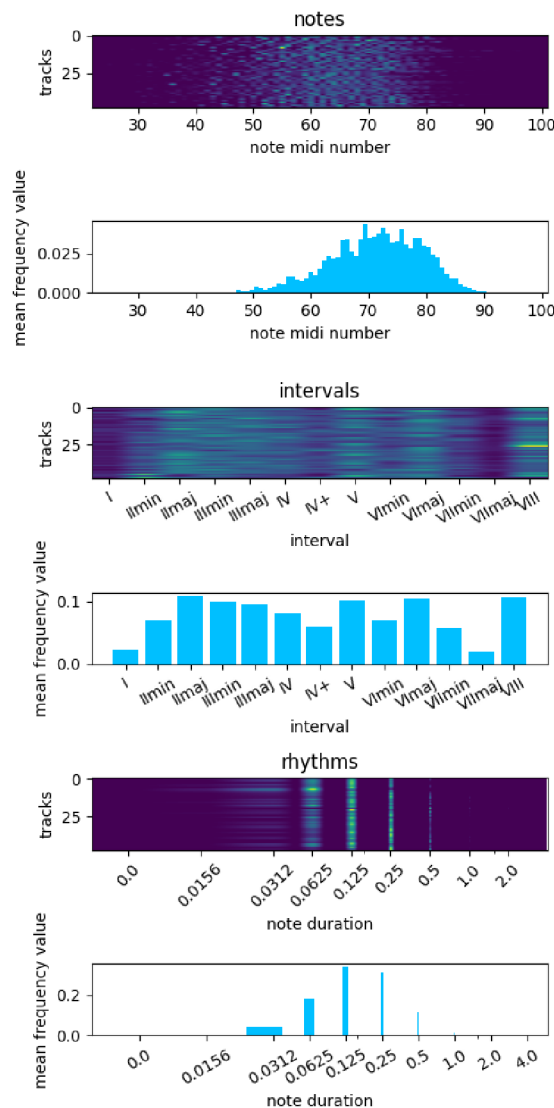 notes
0
25
tracks
30 40 50 60 70 80 90 100
note midi number
0.025
0.000
mean frequency value
30 40 50 60 70 80 90 100
note midi number
intervals
0
25
tracks
I IImin IImaj IIImin IIImaj IV IV+ V VImin VImaj VIImin VIImaj VIII
interval
0.1
0.0
mean frequency value
I IImin IImaj IIImin IIImaj IV IV+ V VImin VImaj VIImin VIImaj VIII
interval
rhythms
0
25
tracks
0.0 0.0156 0.0312 0.0625 0.125 0.25 0.5 1.0 2.0
note duration
0.2
0.0
mean frequency value
0.0 0.0156 0.0312 0.0625 0.125 0.25 0.5 1.0 2.0 4.0
note duration